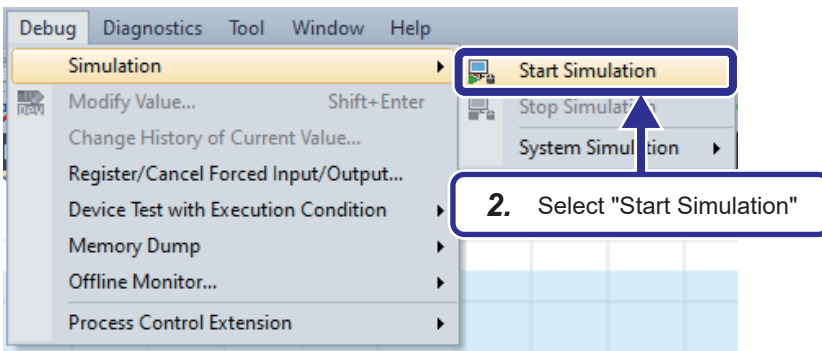 Debug Diagnostics Tool Window Help
Simulation
Modify Value... Shift+Enter
Change History of Current Value...
Register/Cancel Forced Input/Output...
Device Test with Execution Condition
Memory Dump
Offline Monitor...
Process Control Extension
Start Simulation
Stop Simulation
System Simulation
2. Select "Start Simulation"